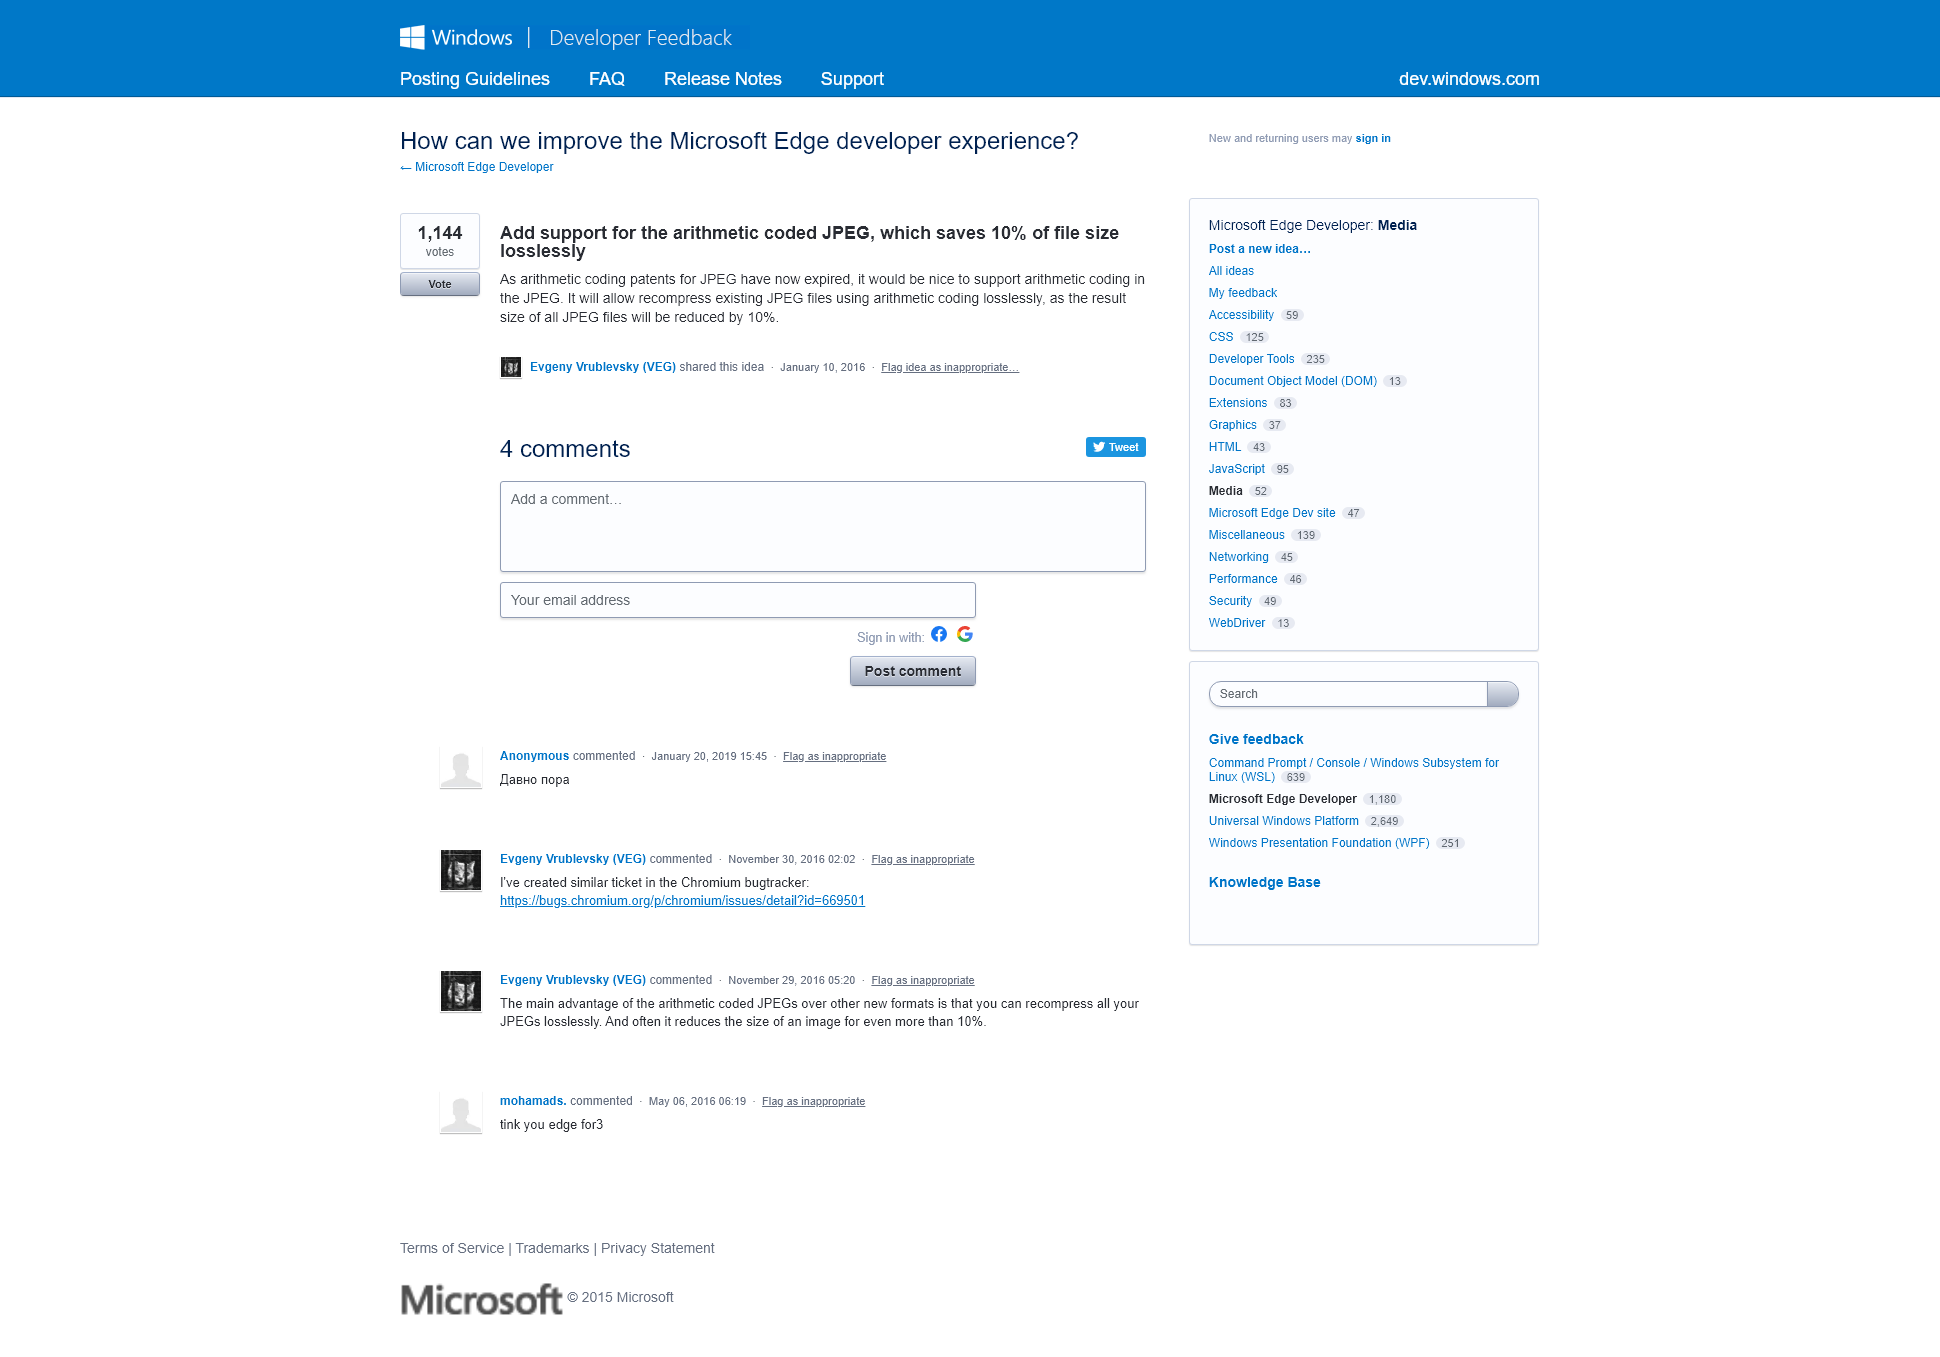 Windows | Developer Feedback
Posting Guidelines FAQ Release Notes Support dev.windows.com
How can we improve the Microsoft Edge developer experience?
← Microsoft Edge Developer
New and returning users may sign in
1,144
votes
Vote
Add support for the arithmetic coded JPEG, which saves 10% of file size
losslessly
As arithmetic coding patents for JPEG have now expired, it would be nice to support arithmetic coding in
the JPEG. It will allow recompress existing JPEG files using arithmetic coding losslessly, as the result
size of all JPEG files will be reduced by 10%.
Evgeny Vrublevsky (VEG) shared this idea · January 10, 2016 · Flag idea as inappropriate…
4 comments
Tweet
Add a comment…
Your email address
Sign in with:
Post comment
Anonymous commented · January 20, 2019 15:45 · Flag as inappropriate
Давно пора
Evgeny Vrublevsky (VEG) commented · November 30, 2016 02:02 · Flag as inappropriate
I've created similar ticket in the Chromium bugtracker:
https://bugs.chromium.org/p/chromium/issues/detail?id=669501
Evgeny Vrublevsky (VEG) commented · November 29, 2016 05:20 · Flag as inappropriate
The main advantage of the arithmetic coded JPEGs over other new formats is that you can recompress all your
JPEGs losslessly. And often it reduces the size of an image for even more than 10%.
mohamads. commented · May 06, 2016 06:19 · Flag as inappropriate
tink you edge for3
Microsoft Edge Developer: Media
Post a new idea…
All ideas
My feedback
Accessibility 59
CSS 125
Developer Tools 235
Document Object Model (DOM) 13
Extensions 83
Graphics 37
HTML 43
JavaScript 95
Media 52
Microsoft Edge Dev site 47
Miscellaneous 139
Networking 45
Performance 46
Security 49
WebDriver 13
Search
Give feedback
Command Prompt / Console / Windows Subsystem for
Linux (WSL) 639
Microsoft Edge Developer 1,180
Universal Windows Platform 2,649
Windows Presentation Foundation (WPF) 251
Knowledge Base
Terms of Service | Trademarks | Privacy Statement
Microsoft © 2015 Microsoft